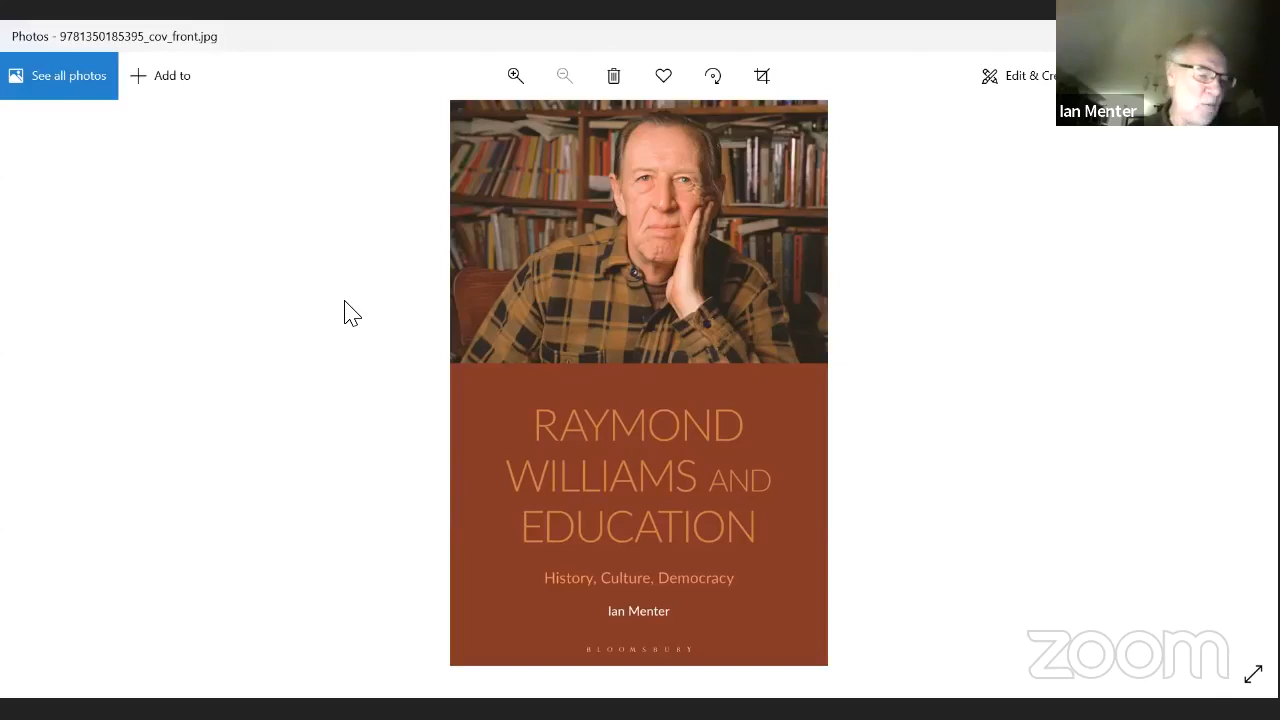 Photos - 9781350185395_cov_front.jpg
See all photos
Add to
Edit & Cre
Ian Menter
RAYMOND
WILLIAMS AND
EDUCATION
History, Culture, Democracy
Ian Menter
BLOOMSBURY
zoom